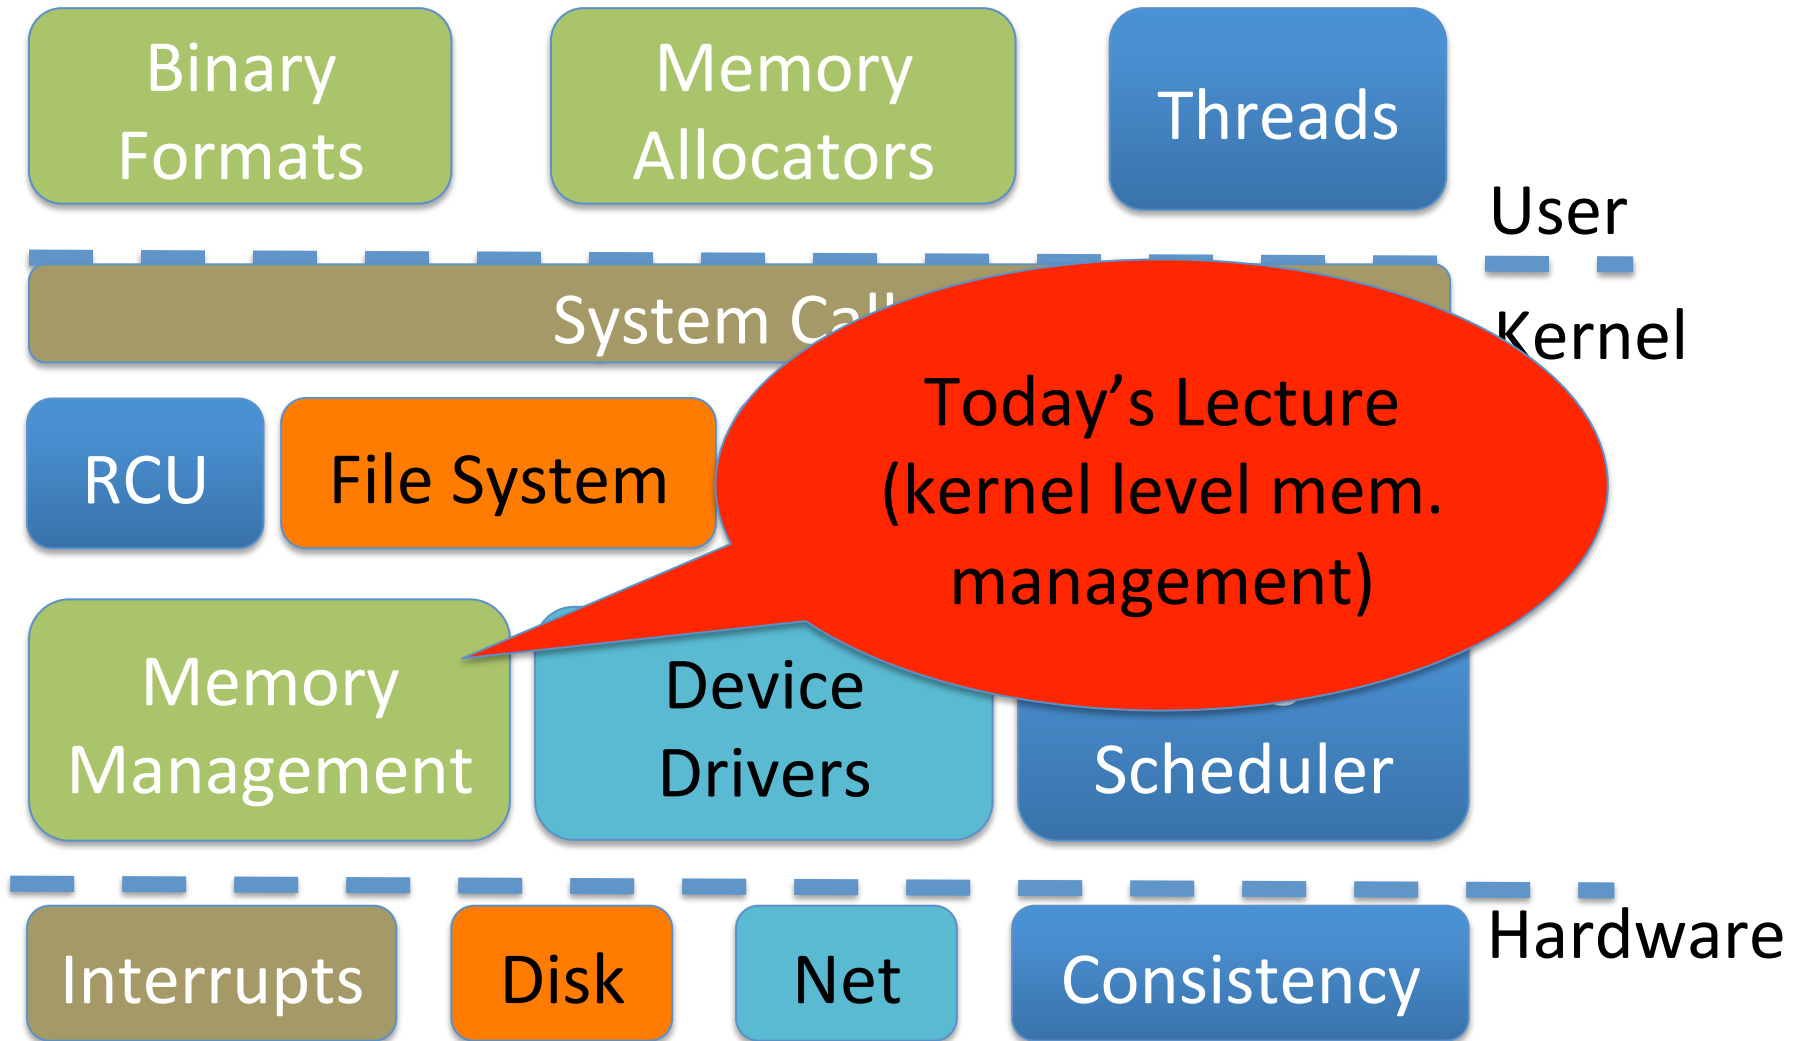 Binary
Formats
Memory
Allocators
Threads
User
System
Kernel
RCU
File System
Today’s Lecture
(kernel level mem.
management)
Memory
Management
Device
Drivers
Scheduler
Hardware
Interrupts
Disk
Net
Consistency